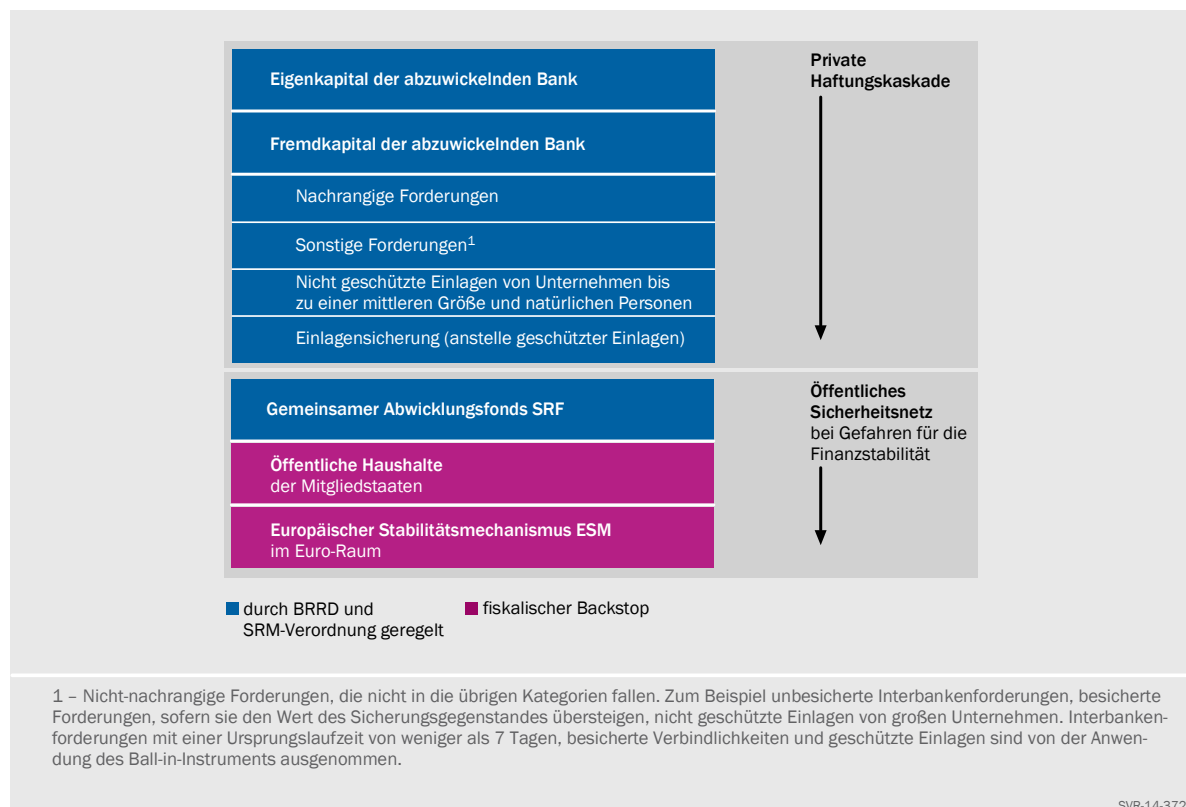 Eigenkapital der abzuwickelnden Bank
Private
Haftungskaskade
Fremdkapital der abzuwickelnden Bank
Nachrangige Forderungen
Sonstige Forderungen¹
Nicht geschützte Einlagen von Unternehmen bis
zu einer mittleren Größe und natürlichen Personen
Einlagensicherung (anstelle geschützter Einlagen)
Gemeinsamer Abwicklungsfonds SRF
Öffentliches
Sicherheitsnetz
bei Gefahren für die
Finanzstabilität
Öffentliche Haushalte
der Mitgliedstaaten
Europäischer Stabilitätsmechanismus ESM
im Euro-Raum
durch BRRD und
SRM-Verordnung geregelt
fiskalischer Backstop
1 – Nicht-nachrangige Forderungen, die nicht in die übrigen Kategorien fallen. Zum Beispiel unbesicherte Interbankenforderungen, besicherte
Forderungen, sofern sie den Wert des Sicherungsgegenstandes übersteigen, nicht geschützte Einlagen von großen Unternehmen. Interbanken-
forderungen mit einer Ursprungslaufzeit von weniger als 7 Tagen, besicherte Verbindlichkeiten und geschützte Einlagen sind von der Anwen-
dung des Ball-in-Instruments ausgenommen.
SVR-14-372